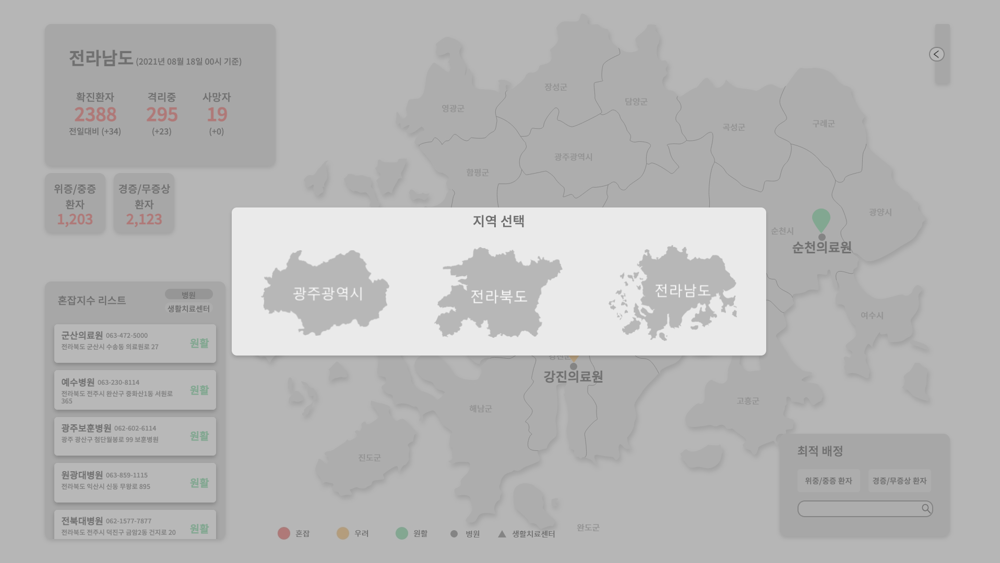 전라남도 (2021년 08월 18일 00시 기준)
확진환자 격리중 사망자
2388 295 19
전일대비 (+34) (+23) (+0)
위증/중증
환자
1,203
경증/무증상
환자
2,123
혼잡지수 리스트
병원
생활치료센터
군산의료원 063-472-5000
전라북도 군산시 수송동 의료원로 27
원활
예수병원 063-230-8114
전라북도 전주시 완산구 중화산1동 서원로
365
원활
광주보훈병원 062-602-6114
광주 광산구 첨단월봉로 99 보훈병원
원활
원광대병원 063-859-1115
전라북도 익산시 신동 무왕로 895
원활
전북대병원 062-1577-7877
전라북도 전주시 덕진구 금암2동 건지로 20
원활
장성군
담양군
영광군
곡성군
구례군
광주광역시
함평군
광양시
순천시
순천의료원
지역 선택
광주광역시
전라북도
전라남도
여수시
강진의료원
고흥군
해남군
진도군
완도군
혼잡 우려 원활 병원 생활치료센터
최적 배정
위중/중증 환자
경증/무증상 환자